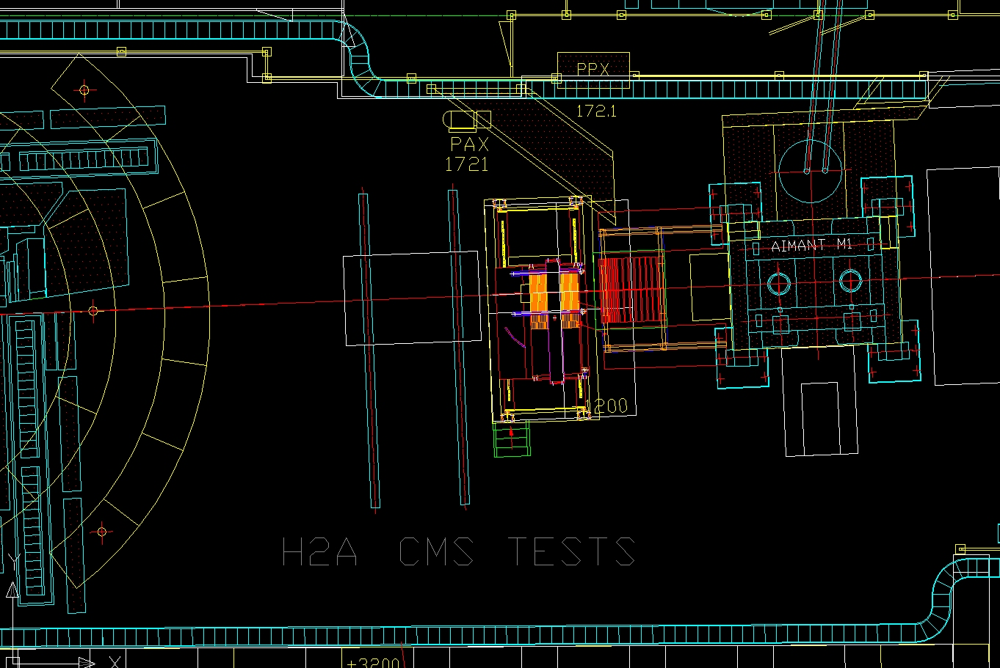 PPX
172.1
PAX
1721
AIMANT M1
1200
H2A CMS TESTS
Y
X
+3200